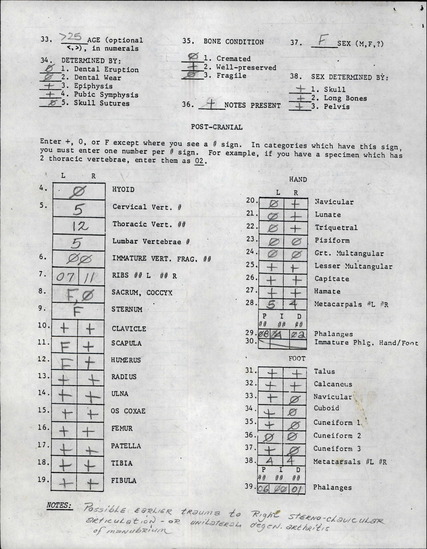 33. >25 AGE (optional <,>), in numerals
34. DETERMINED BY:
Ø 1. Dental Eruption
Ø 2. Dental Wear
+ 3. Epiphysis
+ 4. Pubic Symphysis
Ø 5. Skull Sutures
35. BONE CONDITION
Ø 1. Cremated
+ 2. Well-preserved
Ø 3. Fragile
36. + NOTES PRESENT
37. F SEX (M,F,?)
38. SEX DETERMINED BY:
+ 1. Skull
+ 2. Long Bones
+ 3. Pelvis
POST-CRANIAL
Enter +, 0, or F except where you see a # sign. In categories which have this sign,
you must enter one number per # sign. For example, if you have a specimen which has
2 thoracic vertebrae, enter them as 02.
L R
4. Ø HYOID
5. 5 Cervical Vert. #
12 Thoracic Vert. ##
5 Lumbar Vertebrae #
6. ØØ IMMATURE VERT. FRAG. ##
7. 07 11 RIBS ## L ## R
8. F,Ø SACRUM, COCCYX
9. F STERNUM
10. + + CLAVICLE
11. F + SCAPULA
12. F + HUMERUS
13. + + RADIUS
14. + + ULNA
15. + + OS COXAE
16. + + FEMUR
17. + + PATELLA
18. + + TIBIA
19. + + FIBULA
HAND
L R
20. Ø + Navicular
21. Ø + Lunate
22. Ø + Triquetral
23. Ø Ø Pisiform
24. Ø Ø Grt. Multangular
25. + + Lesser Multangular
26. + + Capitate
27. + + Hamate
28. 5 4 Metacarpals #L #R
P I D
## ## ##
29. Phalanges
30. Immature Phlg. Hand/Foot
FOOT
31. + + Talus
32. + + Calcaneus
33. + Ø Navicular
34. + Ø Cuboid
35. + Ø Cuneiform 1
36. Ø Ø Cuneiform 2
37. + Ø Cuneiform 3
38. 4 4 Metatarsals #L #R
P I D
## ## ##
39. 01 Phalanges
NOTES: Possible earlier trauma to Right sterno-clavicular
articulation - or unilateral degen. arthritis
of manubrium